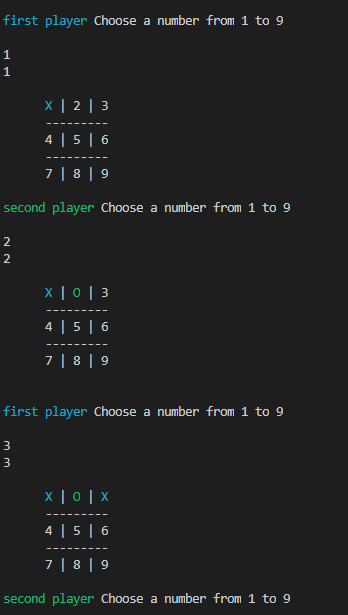 first player Choose a number from 1 to 9
1
1
X | 2 | 3
---------
4 | 5 | 6
---------
7 | 8 | 9
second player Choose a number from 1 to 9
2
2
X | O | 3
---------
4 | 5 | 6
---------
7 | 8 | 9
first player Choose a number from 1 to 9
3
3
X | O | X
---------
4 | 5 | 6
---------
7 | 8 | 9
second player Choose a number from 1 to 9